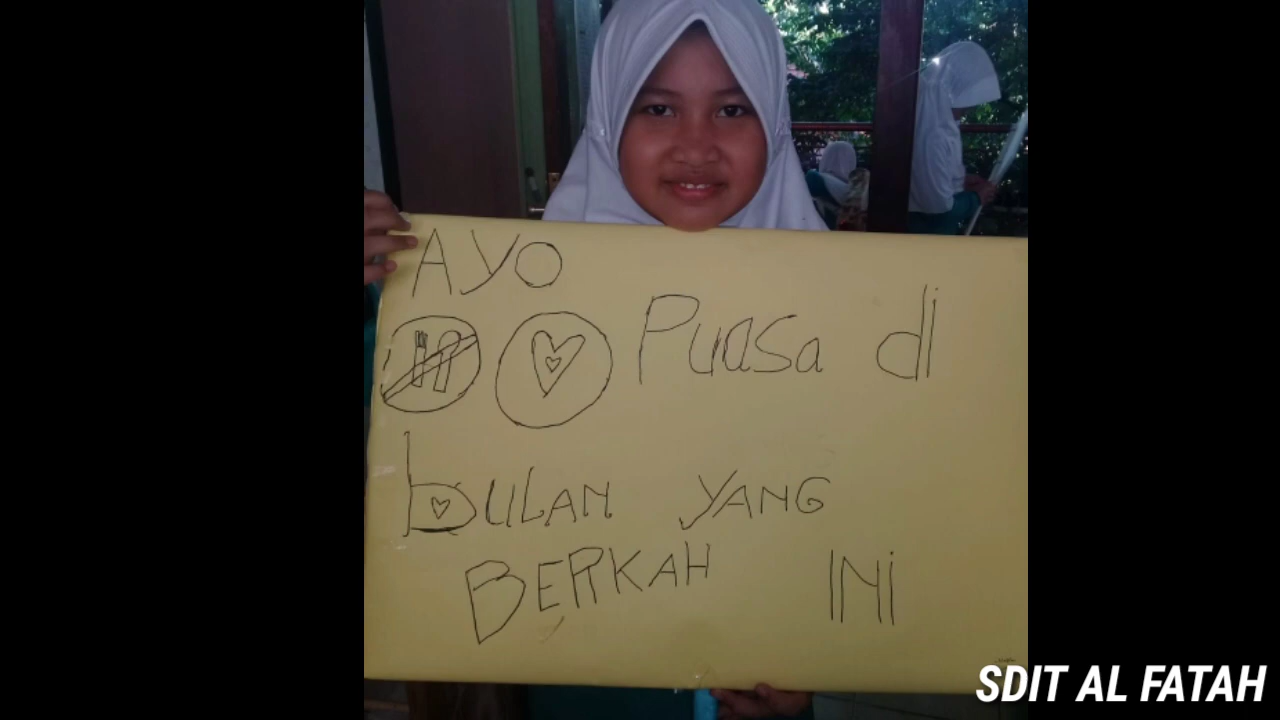 AYO
Puasa di
bULAN YANG
BERKAH INi
SDIT AL FATAH